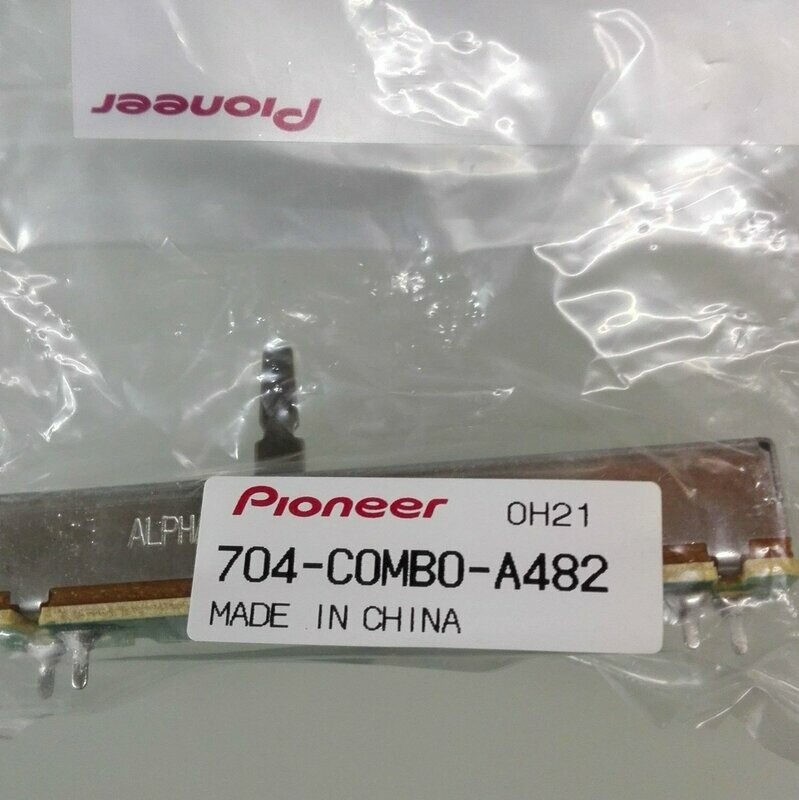 Pioneer
ALPHA
Pioneer 0H21
704-COMBO-A482
MADE IN CHINA